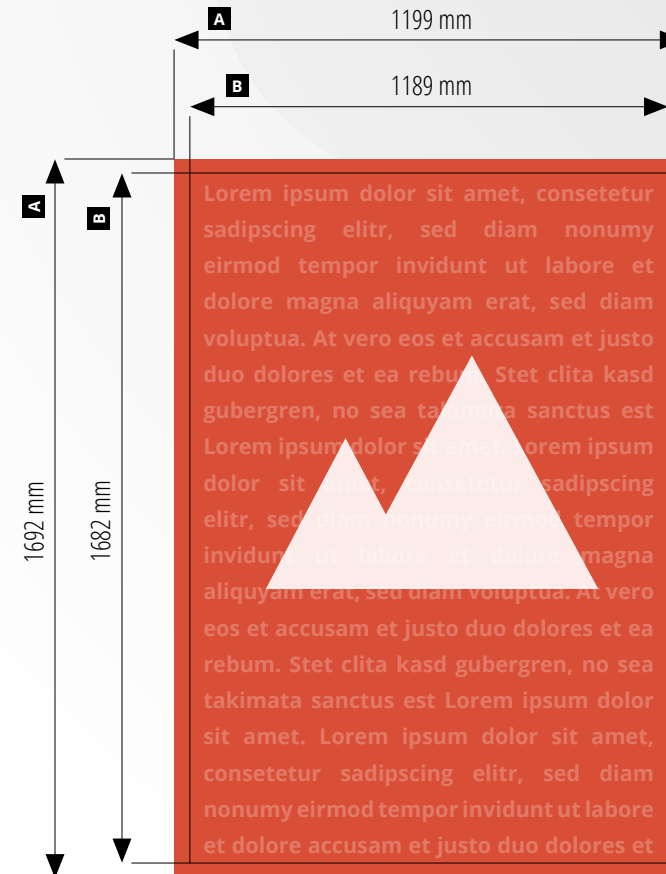 A 1199 mm
B 1189 mm
A
B
1692 mm
1682 mm
Lorem ipsum dolor sit amet, consetetur
sadipscing elitr, sed diam nonumy
eirmod tempor invidunt ut labore et
dolore magna aliquyam erat, sed diam
voluptua. At vero eos et accusam et justo
duo dolores et ea rebum. Stet clita kasd
gubergren, no sea takimata sanctus est
Lorem ipsum dolor sit amet. Lorem ipsum
dolor sit amet, consetetur sadipscing
elitr, sed diam nonumy eirmod tempor
invidunt ut labore et dolore magna
aliquyam erat, sed diam voluptua. At vero
eos et accusam et justo duo dolores et ea
rebum. Stet clita kasd gubergren, no sea
takimata sanctus est Lorem ipsum dolor
sit amet. Lorem ipsum dolor sit amet,
consetetur sadipscing elitr, sed diam
nonumy eirmod tempor invidunt ut labore
et dolore accusam et justo duo dolores et